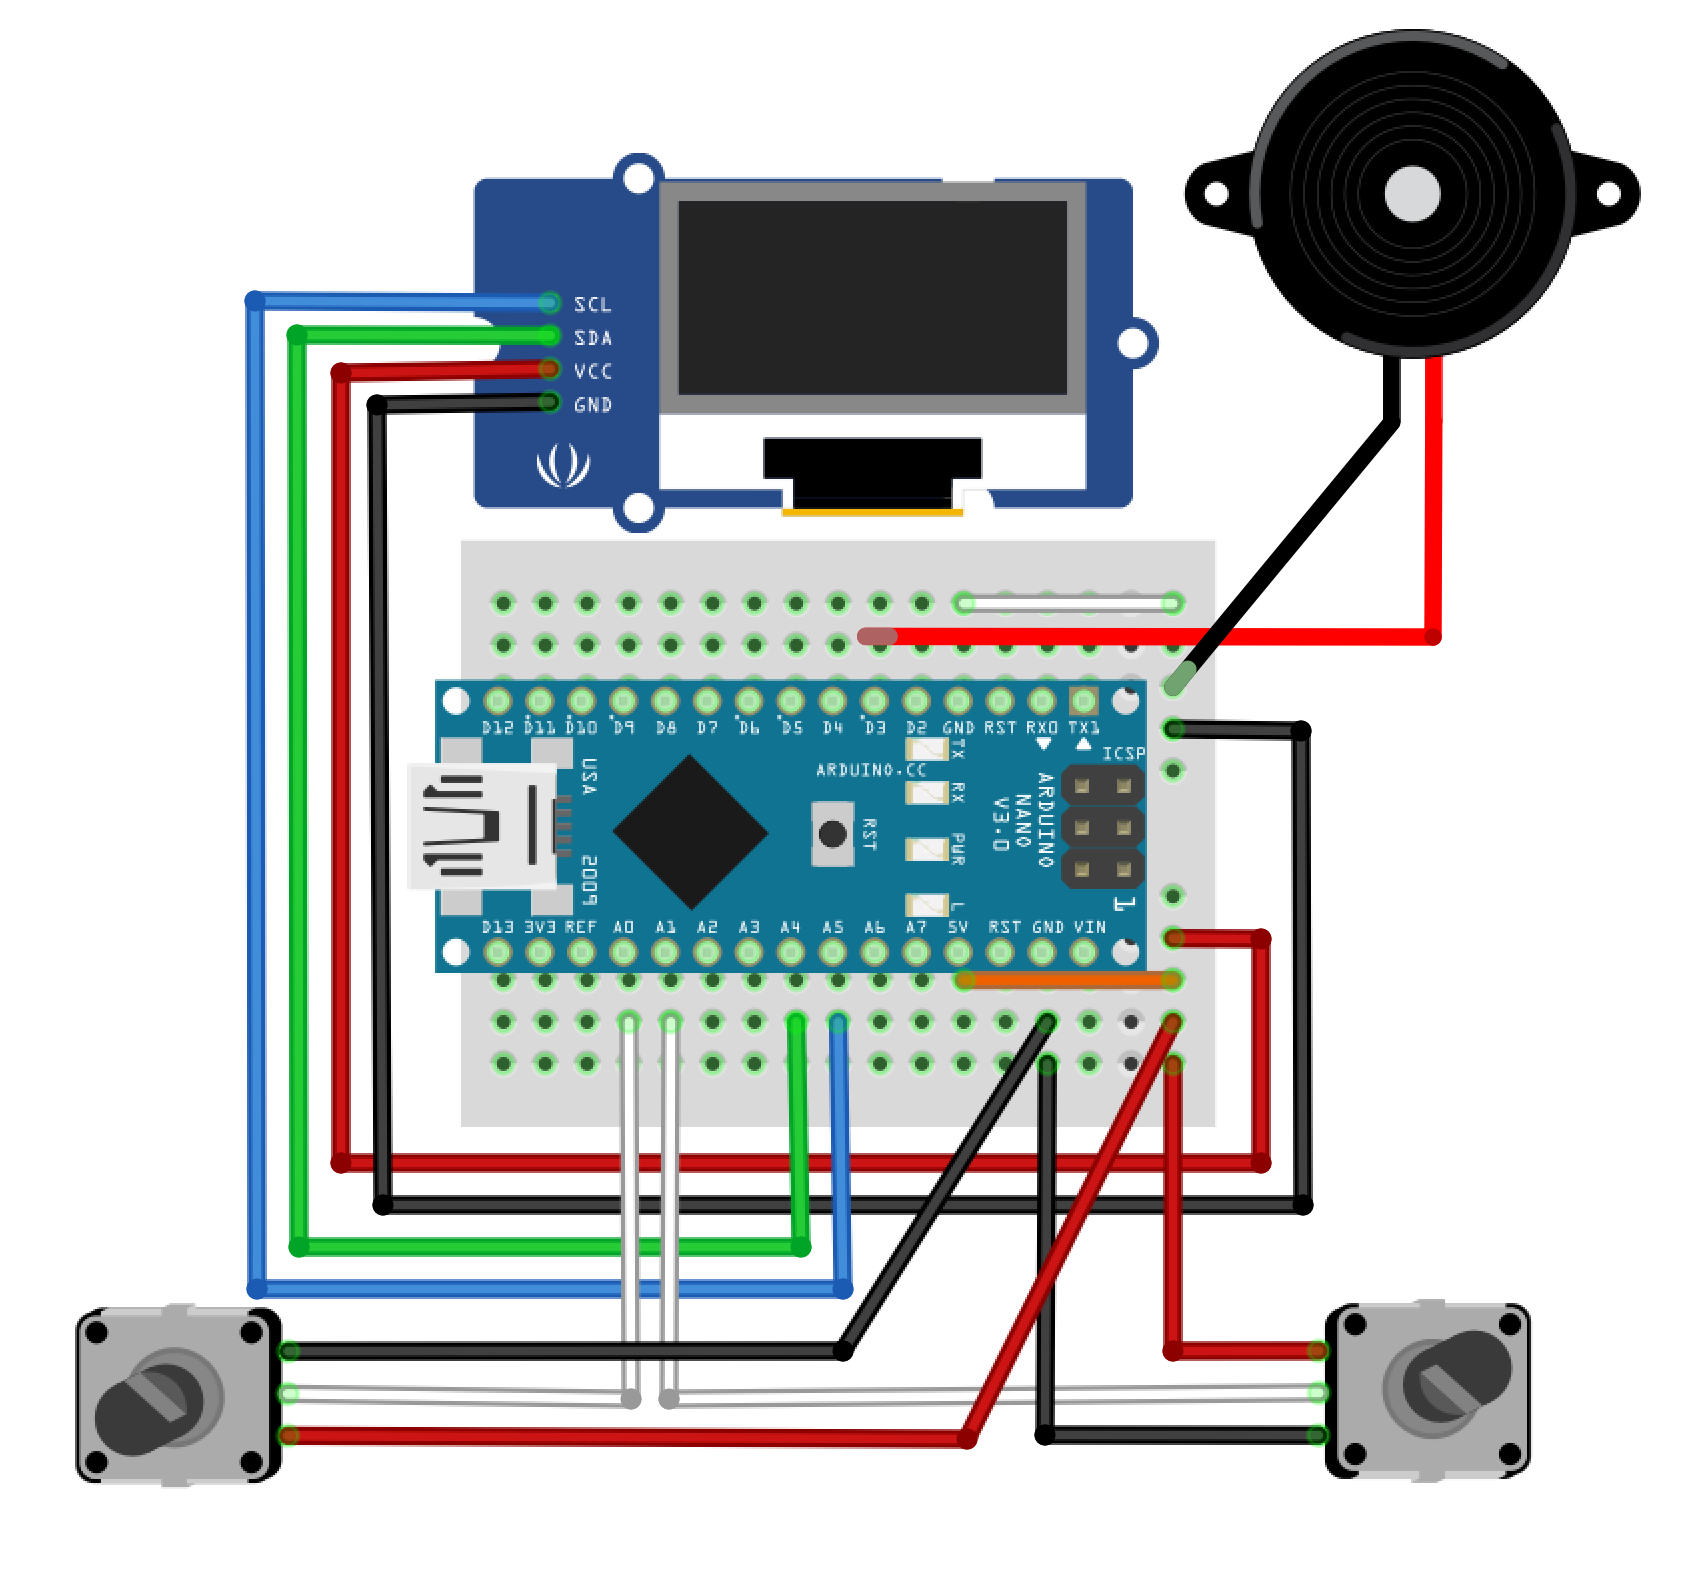 SCL
SDA
VCC
GND
D12 D11 D10 D9 D8 D7 D6 D5 D4 D3 D2 GND RST RX0 TX1
ICSP
TX
ARDUINO.CC
RX
USA
ARDUINO
NANO
V3.0
RST
PWR
2009
L
1
D13 3V3 REF A0 A1 A2 A3 A4 A5 A6 A7 5V RST GND VIN